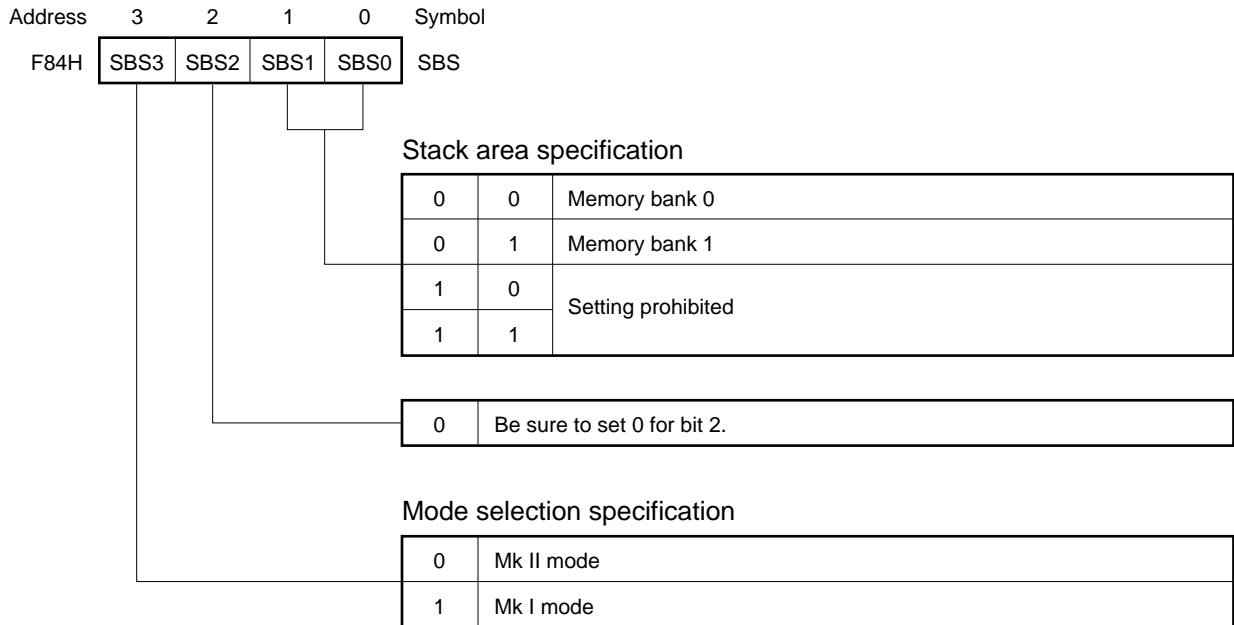 Address 3 2 1 0 Symbol
F84H SBS3 SBS2 SBS1 SBS0 SBS
Stack area specification
0 0 Memory bank 0
0 1 Memory bank 1
1 0 Setting prohibited
1 1
0 Be sure to set 0 for bit 2.
Mode selection specification
0 Mk II mode
1 Mk I mode